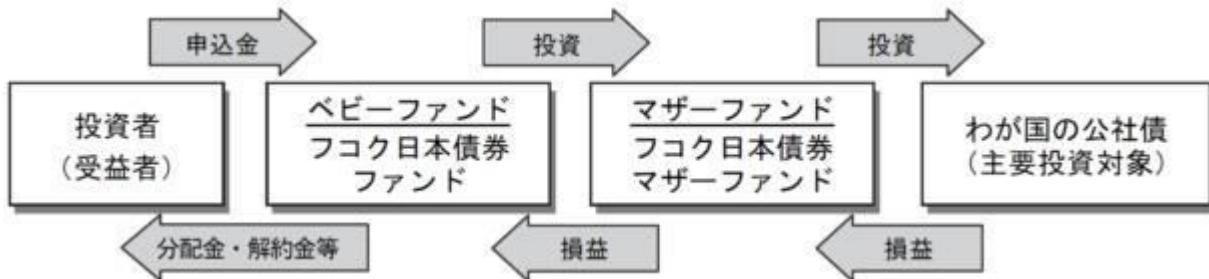 申込金
投資
投資
投資者
（受益者）
ベビーファンド
フコク日本債券
ファンド
マザーファンド
フコク日本債券
マザーファンド
わが国の公社債
（主要投資対象）
分配金・解約金等
損益
損益